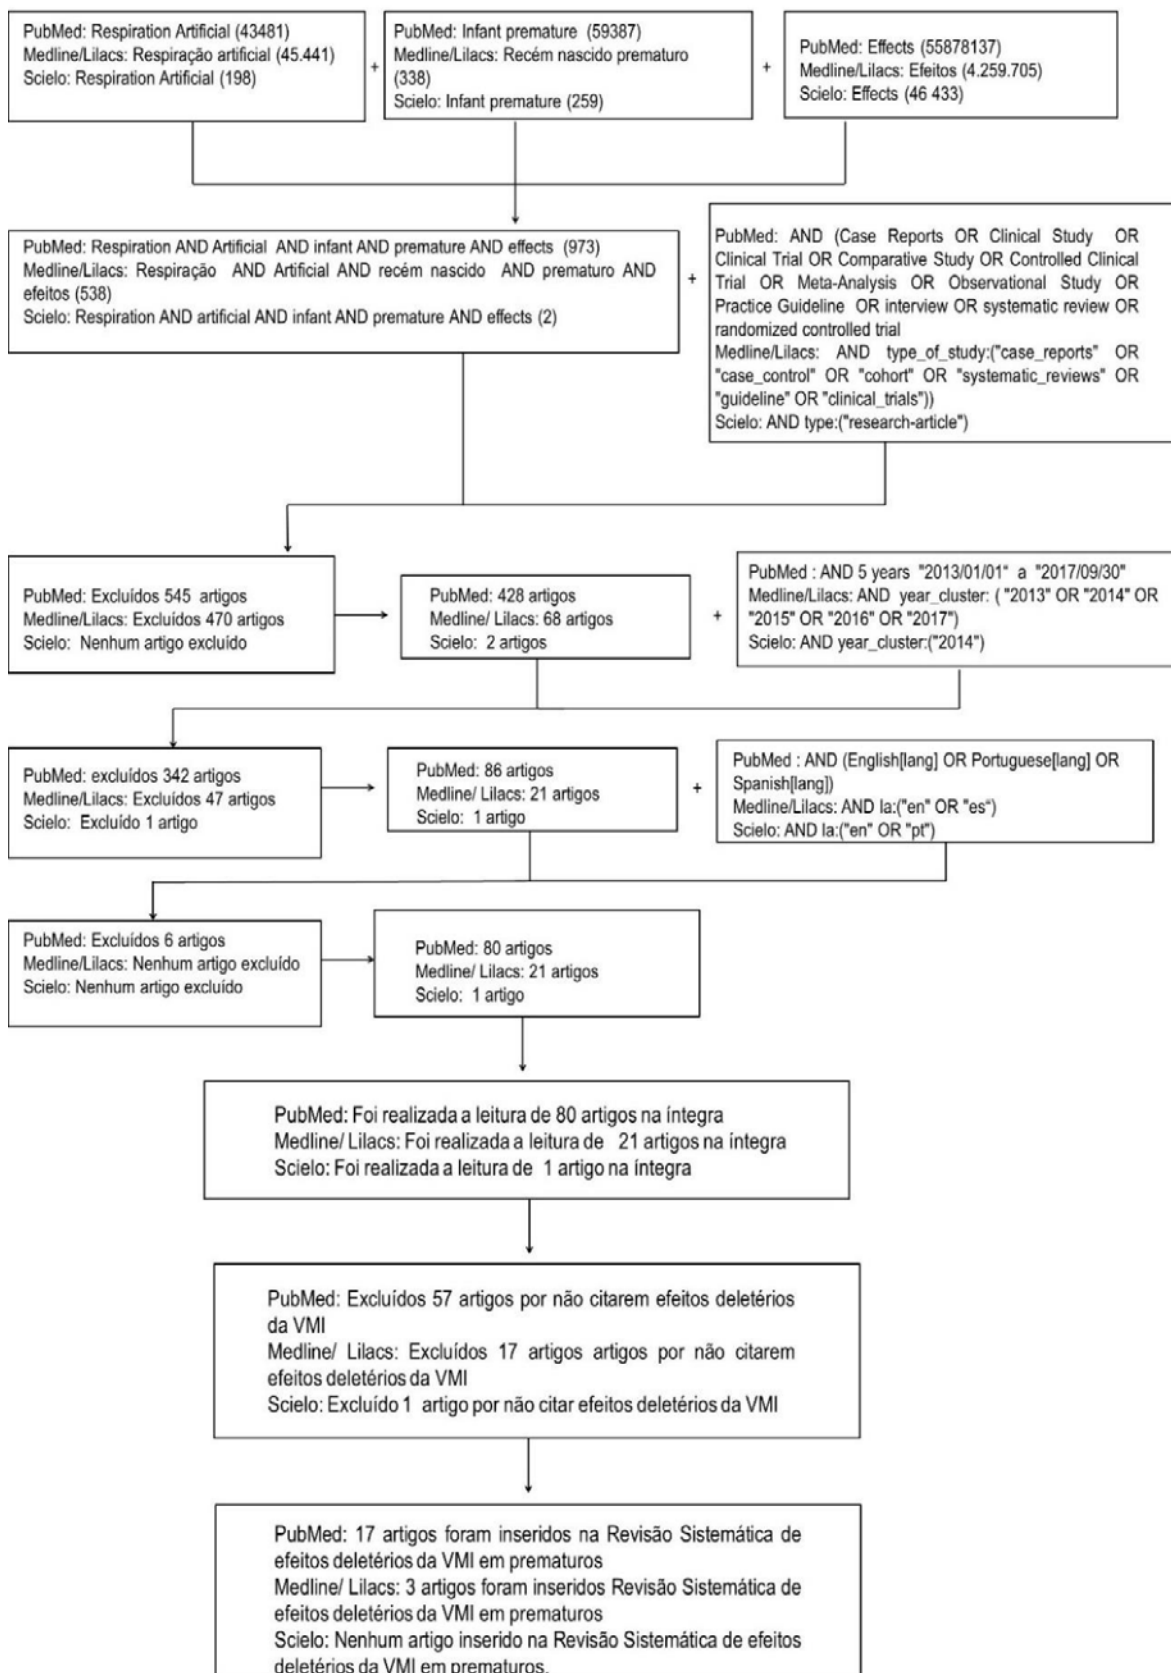 PubMed: Respiration Artificial (43481)
Medline/Lilacs: Respiração artificial (45.441)
Scielo: Respiration Artificial (198)
+
PubMed: Infant premature (59387)
Medline/Lilacs: Recém nascido prematuro
(338)
Scielo: Infant premature (259)
+
PubMed: Effects (55878137)
Medline/Lilacs: Efeitos (4.259.705)
Scielo: Effects (46 433)
PubMed: Respiration AND Artificial AND infant AND premature AND effects (973)
Medline/Lilacs: Respiração AND Artificial AND recém nascido AND prematuro AND
efeitos (538)
Scielo: Respiration AND artificial AND infant AND premature AND effects (2)
+
PubMed: AND (Case Reports OR Clinical Study OR
Clinical Trial OR Comparative Study OR Controlled Clinical
Trial OR Meta-Analysis OR Observational Study OR
Practice Guideline OR interview OR systematic review OR
randomized controlled trial
Medline/Lilacs: AND type_of_study:("case_reports" OR
"case_control" OR "cohort" OR "systematic_reviews" OR
"guideline" OR "clinical_trials"))
Scielo: AND type:("research-article")
PubMed: Excluídos 545 artigos
Medline/Lilacs: Excluídos 470 artigos
Scielo: Nenhum artigo excluído
PubMed: 428 artigos
Medline/ Lilacs: 68 artigos
Scielo: 2 artigos
+
PubMed : AND 5 years "2013/01/01“ a "2017/09/30"
Medline/Lilacs: AND year_cluster: ( "2013" OR "2014" OR
"2015" OR "2016" OR "2017")
Scielo: AND year_cluster:("2014")
PubMed: excluídos 342 artigos
Medline/Lilacs: Excluídos 47 artigos
Scielo: Excluído 1 artigo
PubMed: 86 artigos
Medline/ Lilacs: 21 artigos
Scielo: 1 artigo
+
PubMed : AND (English[lang] OR Portuguese[lang] OR
Spanish[lang])
Medline/Lilacs: AND la:("en" OR "es“)
Scielo: AND la:("en" OR "pt")
PubMed: Excluídos 6 artigos
Medline/Lilacs: Nenhum artigo excluído
Scielo: Nenhum artigo excluído
PubMed: 80 artigos
Medline/ Lilacs: 21 artigos
Scielo: 1 artigo
PubMed: Foi realizada a leitura de 80 artigos na íntegra
Medline/ Lilacs: Foi realizada a leitura de 21 artigos na íntegra
Scielo: Foi realizada a leitura de 1 artigo na íntegra
PubMed: Excluídos 57 artigos por não citarem efeitos deletérios
da VMI
Medline/ Lilacs: Excluídos 17 artigos artigos por não citarem
efeitos deletérios da VMI
Scielo: Excluído 1 artigo por não citar efeitos deletérios da VMI
PubMed: 17 artigos foram inseridos na Revisão Sistemática de
efeitos deletérios da VMI em prematuros
Medline/ Lilacs: 3 artigos foram inseridos Revisão Sistemática de
efeitos deletérios da VMI em prematuros
Scielo: Nenhum artigo inserido na Revisão Sistemática de efeitos
deletérios da VMI em prematuros.